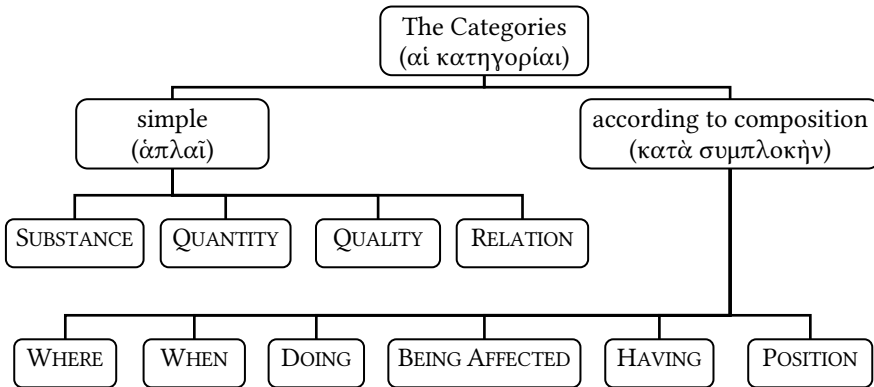 The Categories
(αἱ κατηγορίαι)
simple
(ἁπλαῖ)
according to composition
(κατὰ συμπλοκὴν)
SUBSTANCE
QUANTITY
QUALITY
RELATION
WHERE
WHEN
DOING
BEING AFFECTED
HAVING
POSITION